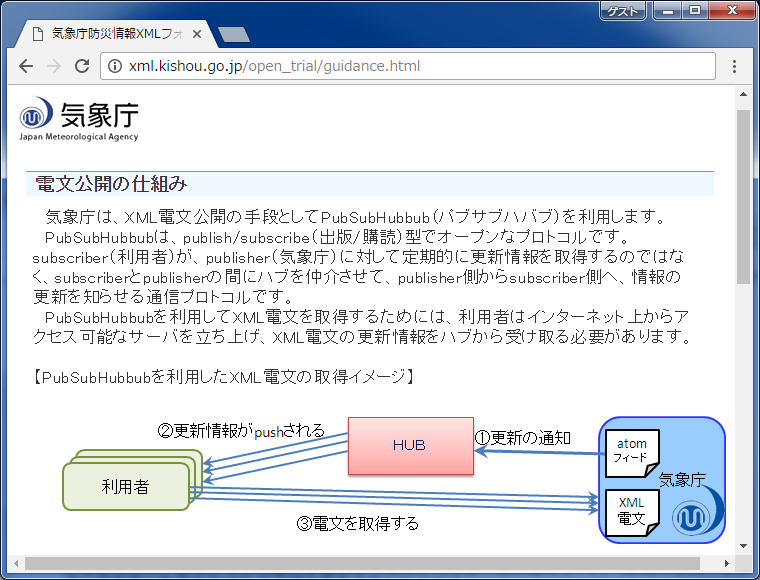 ゲスト
気象庁防災情報XMLフォ
xml.kishou.go.jp/open_trial/guidance.html
気象庁
Japan Meteorological Agency
電文公開の仕組み
気象庁は、XML電文公開の手段としてPubSubHubbub（パブサブハバブ）を利用します。
PubSubHubbubは、publish/subscribe（出版/購読）型でオープンなプロトコルです。
subscriber（利用者）が、publisher（気象庁）に対して定期的に更新情報を取得するのではな
く、subscriberとpublisherの間にハブを仲介させて、publisher側からsubscriber側へ、情報の
更新を知らせる通信プロトコルです。
PubSubHubbubを利用してXML電文を取得するためには、利用者はインターネット上からア
クセス可能なサーバを立ち上げ、XML電文の更新情報をハブから受け取る必要があります。
【PubSubHubbubを利用したXML電文の取得イメージ】
②更新情報がpushされる
HUB
①更新の通知
atom
フィード
利用者
気象庁
XML
電文
③電文を取得する